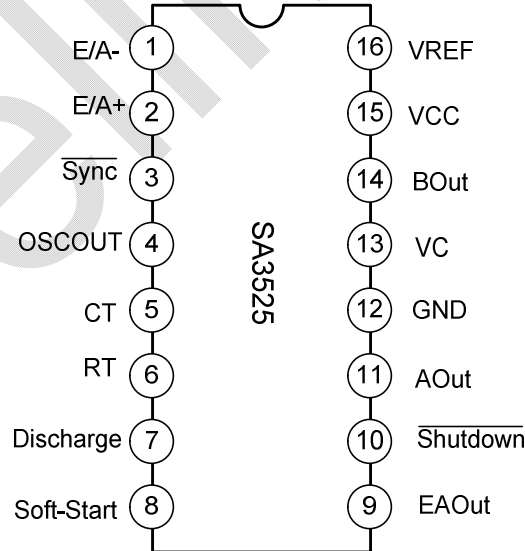 E/A- 1 16 VREF
E/A+ 2 15 VCC
Sync 3 14 BOut
OSCOUT 4 13 VC
CT 5 12 GND
RT 6 11 AOut
Discharge 7 10 Shutdown
Soft-Start 8 9 EAOut
SA3525